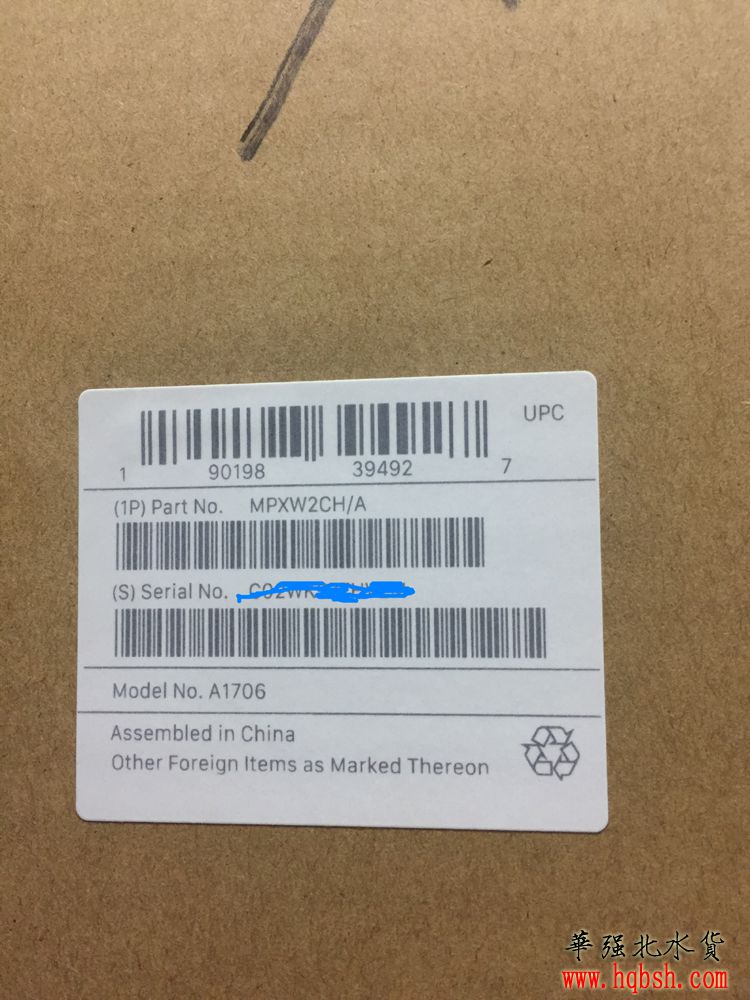 UPC
1 90198 39492 7
(1P) Part No. MPXW2CH/A
(S) Serial No.
Model No. A1706
Assembled in China
Other Foreign Items as Marked Thereon
華强北水貨
www.hqbsh.com